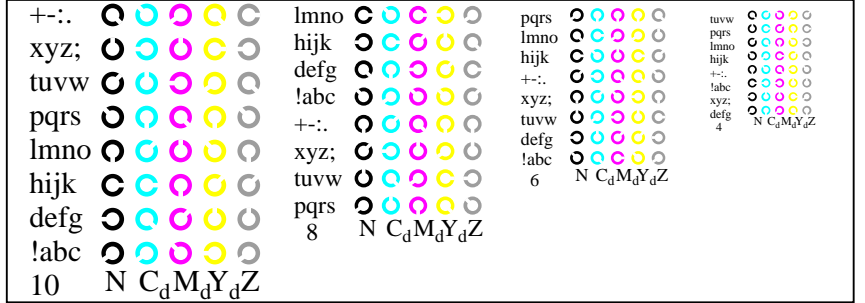 +-:.
xyz;
tuvw
pqrs
lmno
hijk
defg
!abc
10 N C_d M_d Y_d Z
lmno
hijk
defg
!abc
+-:.
xyz;
tuvw
pqrs
8 N C_d M_d Y_d Z
pqrs
lmno
hijk
+-:.
xyz;
tuvw
defg
!abc
6 N C_d M_d Y_d Z
tuvw
pqrs
lmno
hijk
+-:.
!abc
xyz;
defg
4 N C_d M_d Y_d Z